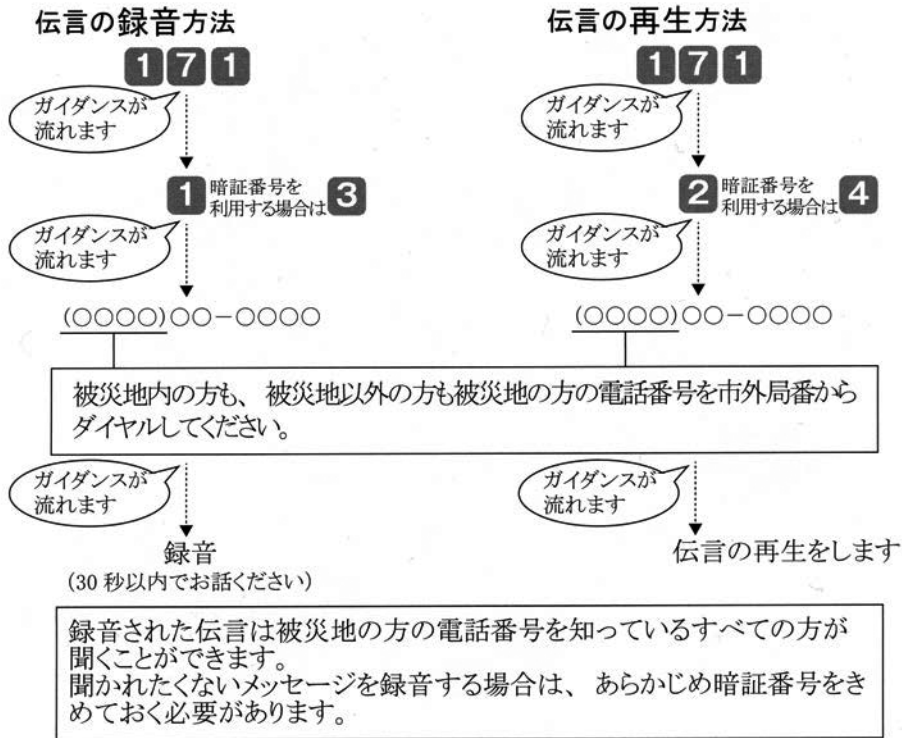 伝言の録音方法
171
ガイダンスが
流れます
1 暗証番号を
利用する場合は 3
ガイダンスが
流れます
(○○○○)○○－○○○○
伝言の再生方法
171
ガイダンスが
流れます
2 暗証番号を
利用する場合は 4
ガイダンスが
流れます
(○○○○)○○－○○○○
被災地内の方も、被災地以外の方も被災地の方の電話番号を市外局番から
ダイヤルしてください。
ガイダンスが
流れます
録音
(30秒以内でお話ください)
ガイダンスが
流れます
伝言の再生をします
録音された伝言は被災地の方の電話番号を知っているすべての方が
聞くことができます。
聞かれたくないメッセージを録音する場合は、あらかじめ暗証番号をき
めておく必要があります。